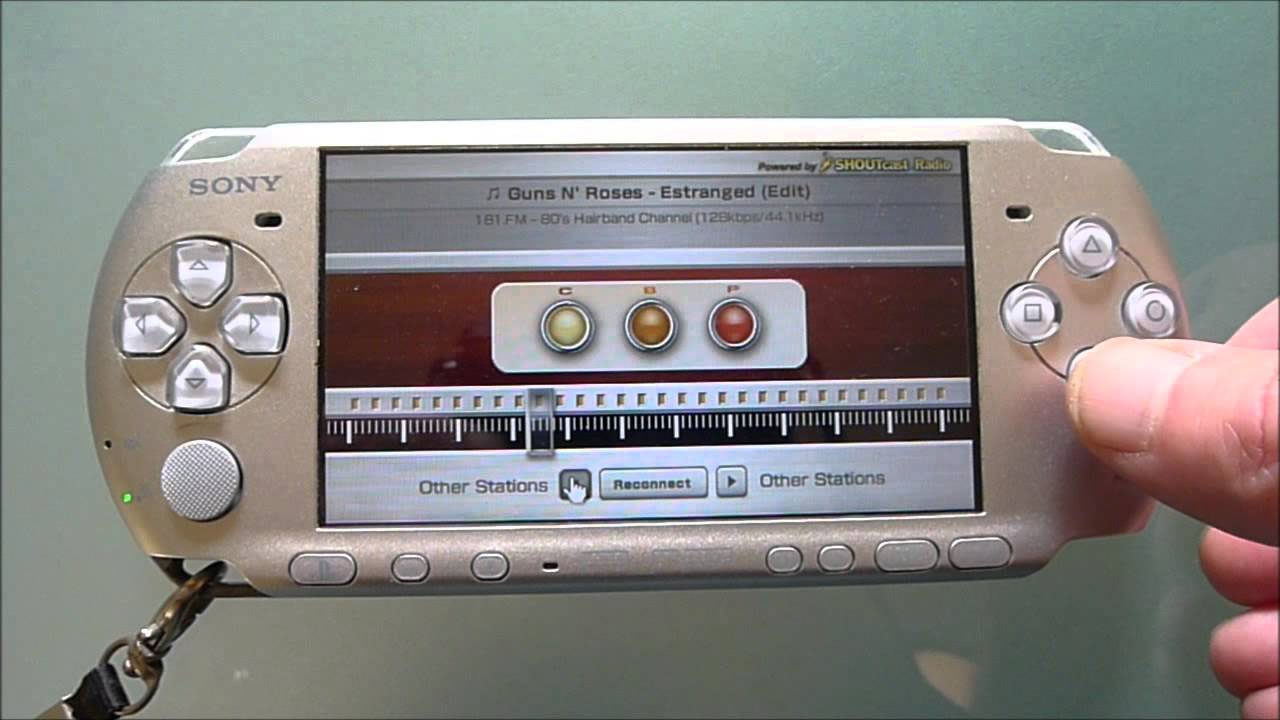 SONY
Powered by SHOUTcast Radio
♫ Guns N' Roses - Estranged (Edit)
181.FM - 80's Hairband Channel (128kbps/44.1kHz)
C B P
Other Stations Reconnect Other Stations